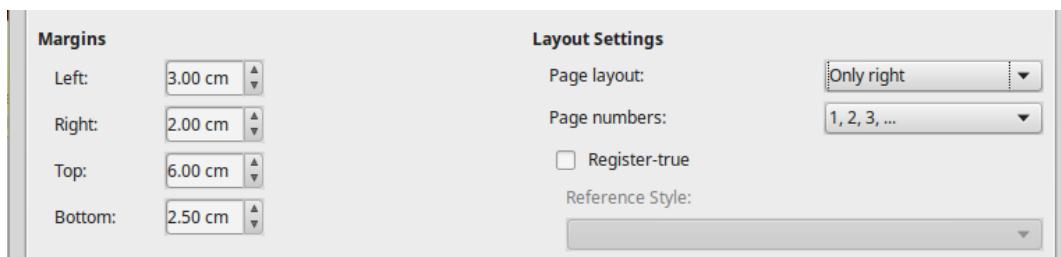 Margins
Left: 3.00 cm
Right: 2.00 cm
Top: 6.00 cm
Bottom: 2.50 cm
Layout Settings
Page layout: Only right
Page numbers: 1, 2, 3, ...
Register-true
Reference Style: